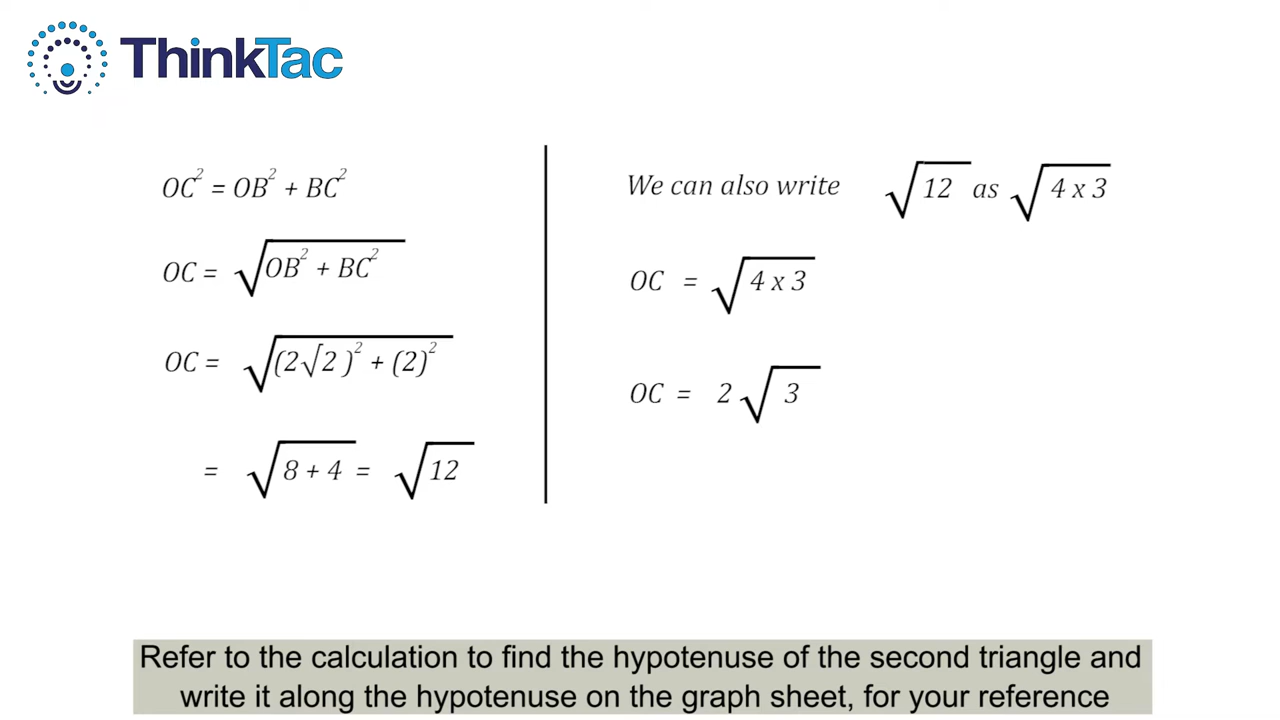 ThinkTac
OC² = OB² + BC²
OC = √(OB² + BC²)
OC = √((2√2)² + (2)²)
= √(8 + 4) = √12
We can also write √12 as √(4 x 3)
OC = √(4 x 3)
OC = 2√3
Refer to the calculation to find the hypotenuse of the second triangle and
write it along the hypotenuse on the graph sheet, for your reference